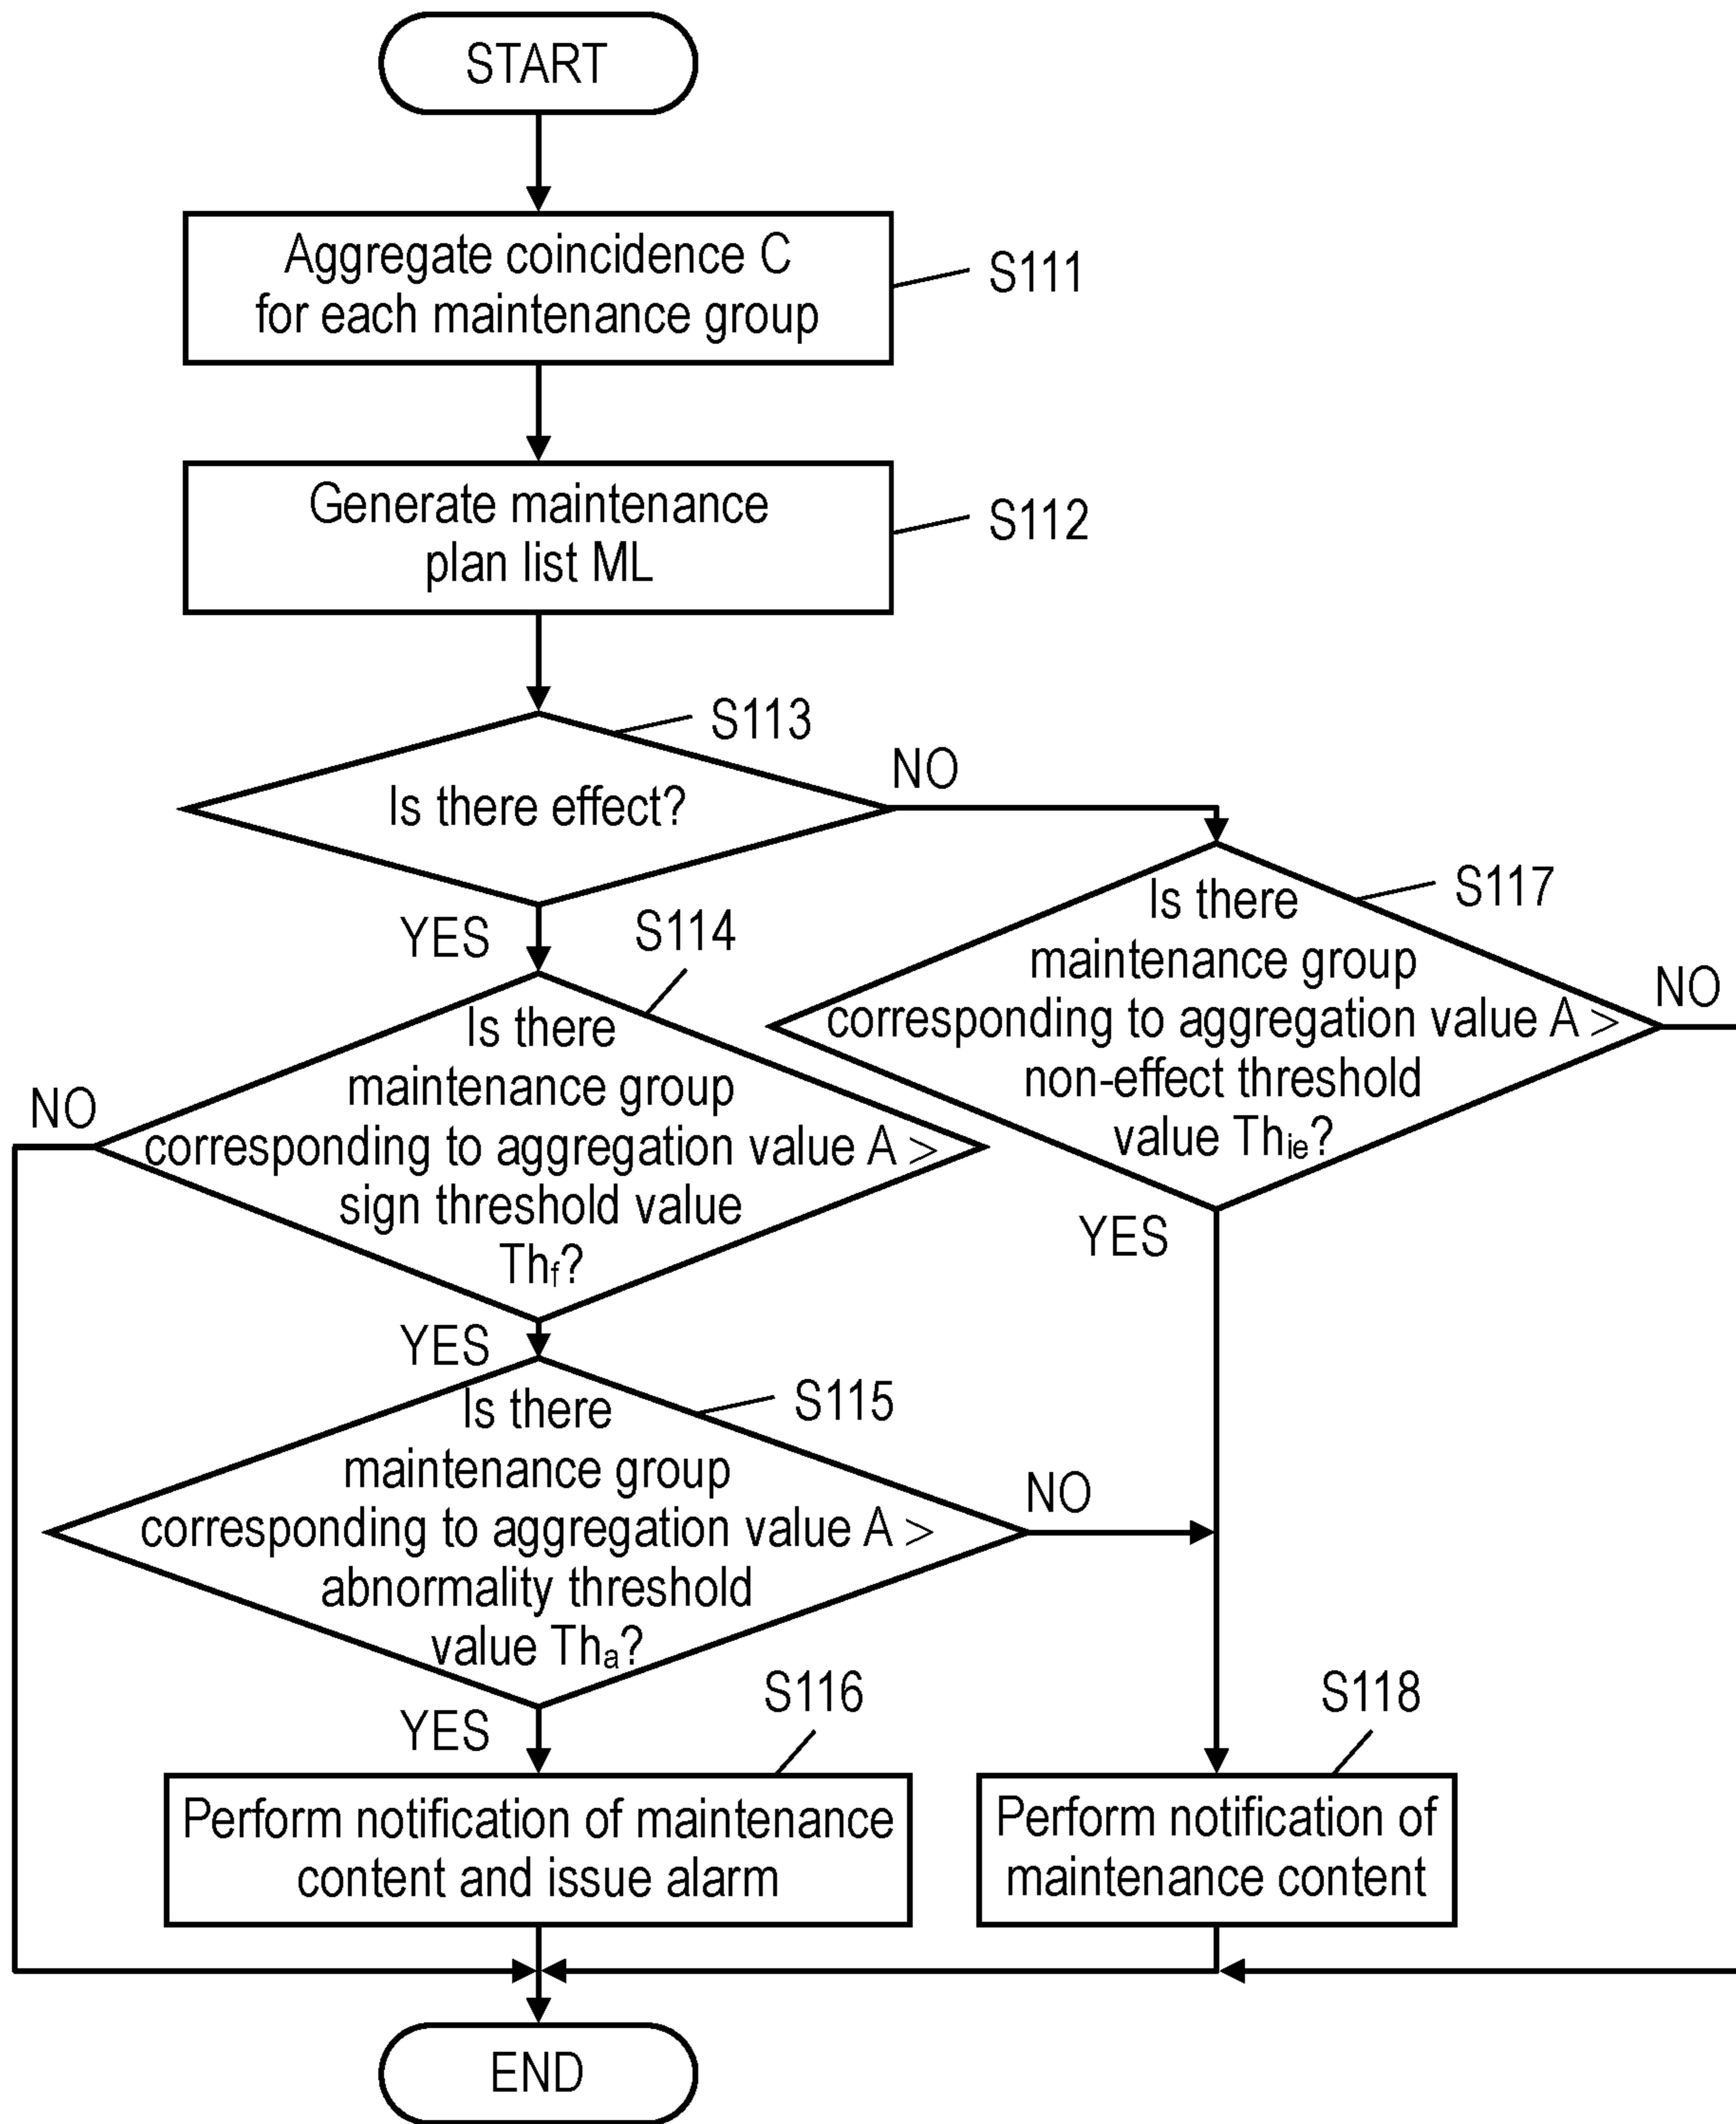 START
Aggregate coincidence C
for each maintenance group
S111
Generate maintenance
plan list ML
S112
S113
Is there effect?
NO
YES
S114
Is there
maintenance group
corresponding to aggregation value A >
sign threshold value
Thf?
NO
S117
Is there
maintenance group
corresponding to aggregation value A >
non-effect threshold
value Thie?
NO
YES
YES
S115
Is there
maintenance group
corresponding to aggregation value A >
abnormality threshold
value Tha?
NO
YES
S116
Perform notification of maintenance
content and issue alarm
S118
Perform notification of
maintenance content
END